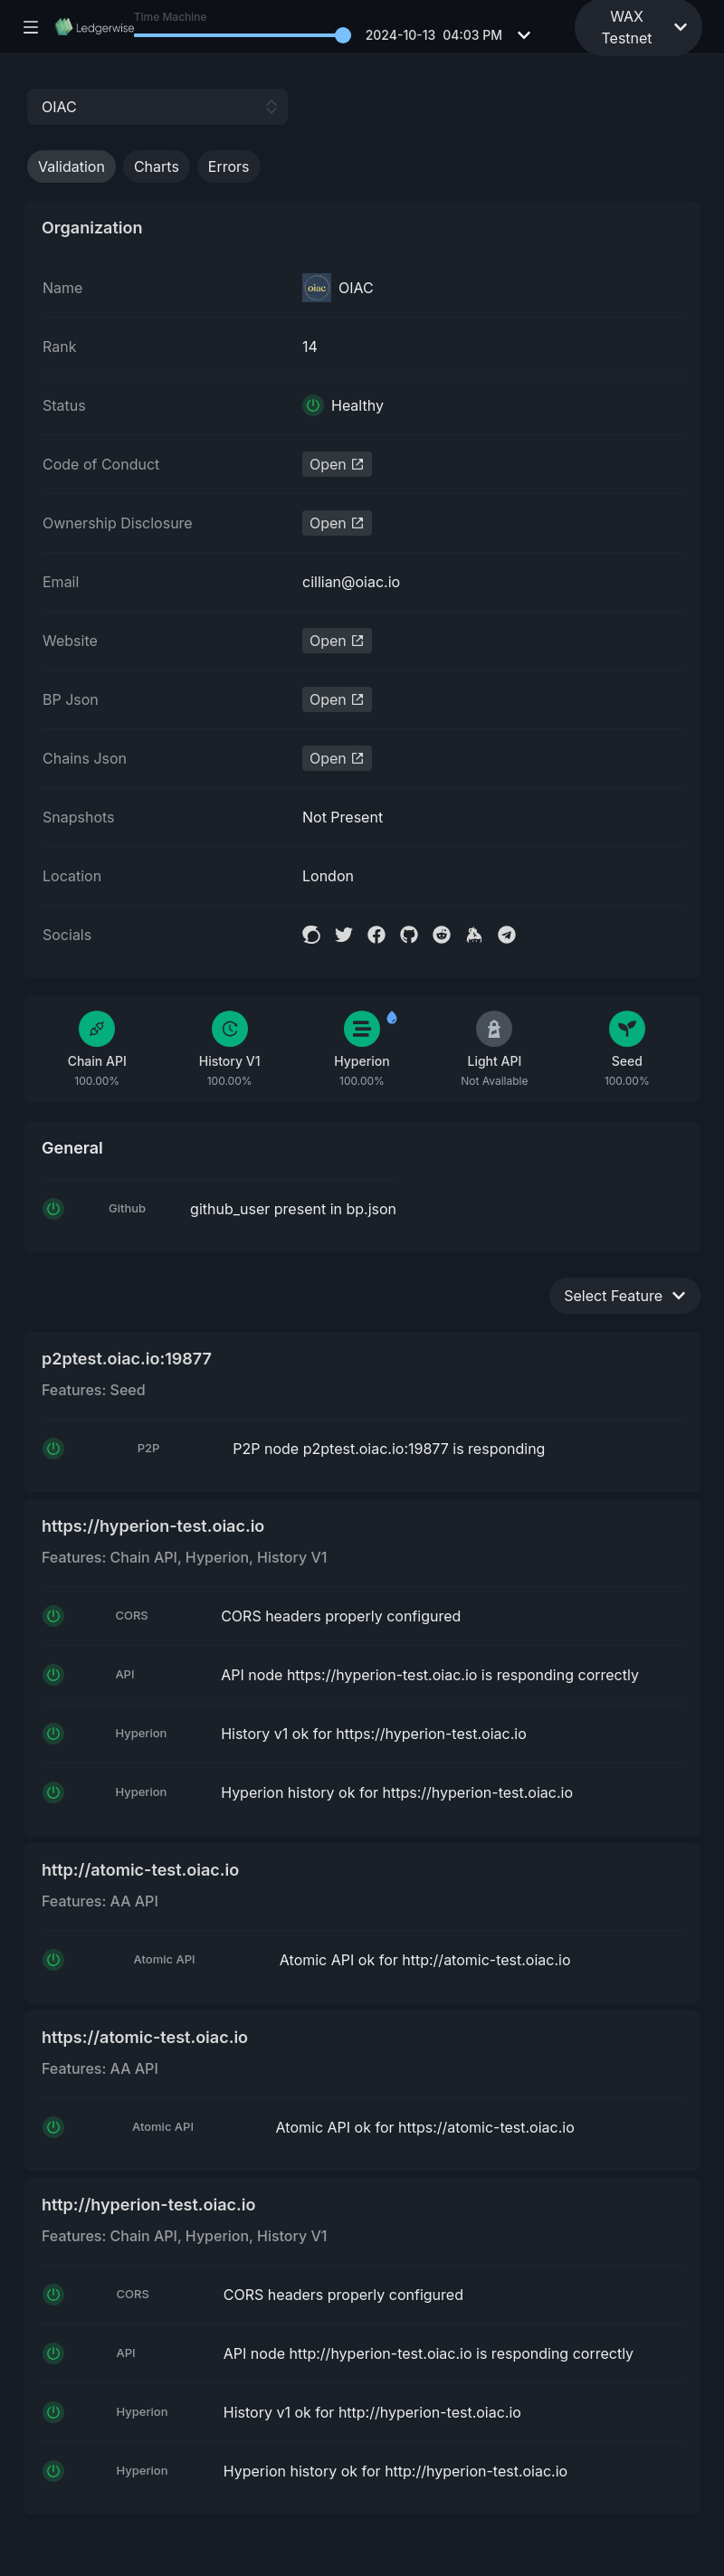 Time Machine
Ledgerwise
2024-10-13 04:03 PM
WAX
Testnet
OIAC
Validation
Charts
Errors
Organization
Name
oiac
OIAC
Rank
14
Status
Healthy
Code of Conduct
Open
Ownership Disclosure
Open
Email
cillian@oiac.io
Website
Open
BP Json
Open
Chains Json
Open
Snapshots
Not Present
Location
London
Socials
Chain API
100.00%
History V1
100.00%
Hyperion
100.00%
Light API
Not Available
Seed
100.00%
General
Github
github_user present in bp.json
Select Feature
p2ptest.oiac.io:19877
Features: Seed
P2P
P2P node p2ptest.oiac.io:19877 is responding
https://hyperion-test.oiac.io
Features: Chain API, Hyperion, History V1
CORS
CORS headers properly configured
API
API node https://hyperion-test.oiac.io is responding correctly
Hyperion
History v1 ok for https://hyperion-test.oiac.io
Hyperion
Hyperion history ok for https://hyperion-test.oiac.io
http://atomic-test.oiac.io
Features: AA API
Atomic API
Atomic API ok for http://atomic-test.oiac.io
https://atomic-test.oiac.io
Features: AA API
Atomic API
Atomic API ok for https://atomic-test.oiac.io
http://hyperion-test.oiac.io
Features: Chain API, Hyperion, History V1
CORS
CORS headers properly configured
API
API node http://hyperion-test.oiac.io is responding correctly
Hyperion
History v1 ok for http://hyperion-test.oiac.io
Hyperion
Hyperion history ok for http://hyperion-test.oiac.io